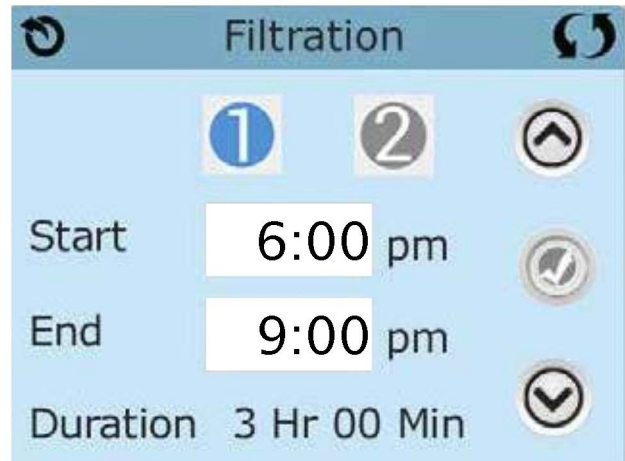 Filtration
1 2
Start 6:00 pm
End 9:00 pm
Duration 3 Hr 00 Min